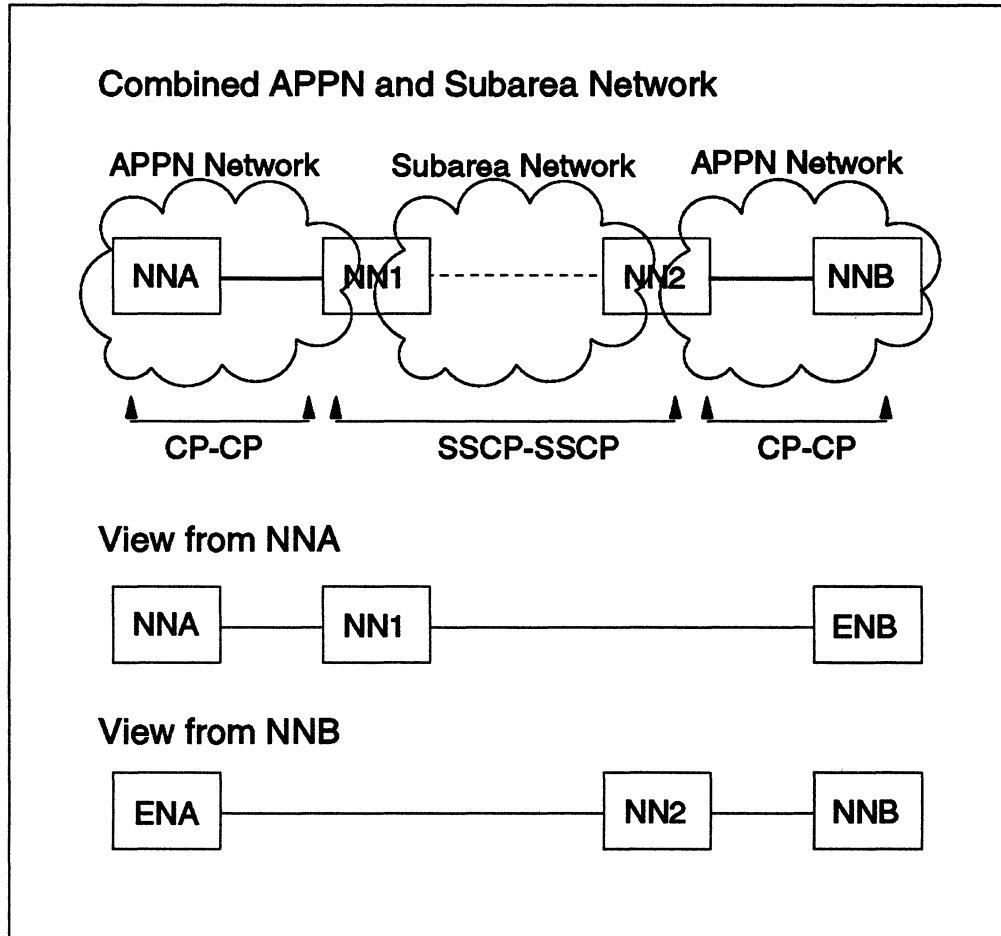 Combined APPN and Subarea Network
APPN Network Subarea Network APPN Network
NNA NN1 NN2 NNB
CP-CP SSCP-SSCP CP-CP
View from NNA
NNA NN1 ENB
View from NNB
ENA NN2 NNB